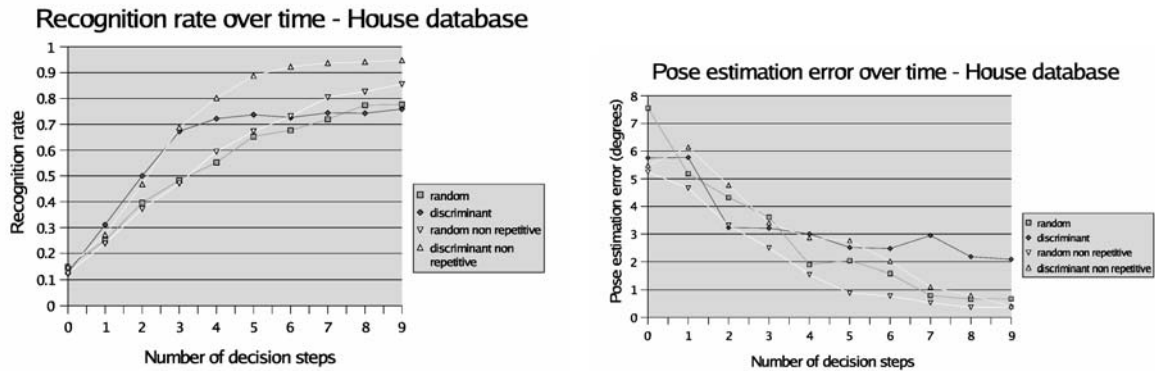 Recognition rate over time - House database
Recognition rate
1
0.9
0.8
0.7
0.6
0.5
0.4
0.3
0.2
0.1
0
0 1 2 3 4 5 6 7 8 9
Number of decision steps
random
discriminant
random non repetitive
discriminant non
repetitive
Pose estimation error over time - House database
Pose estimation error (degrees)
8
7
6
5
4
3
2
1
0
0 1 2 3 4 5 6 7 8 9
Number of decision steps
random
discriminant
random non repetitive
discriminant non repetitive